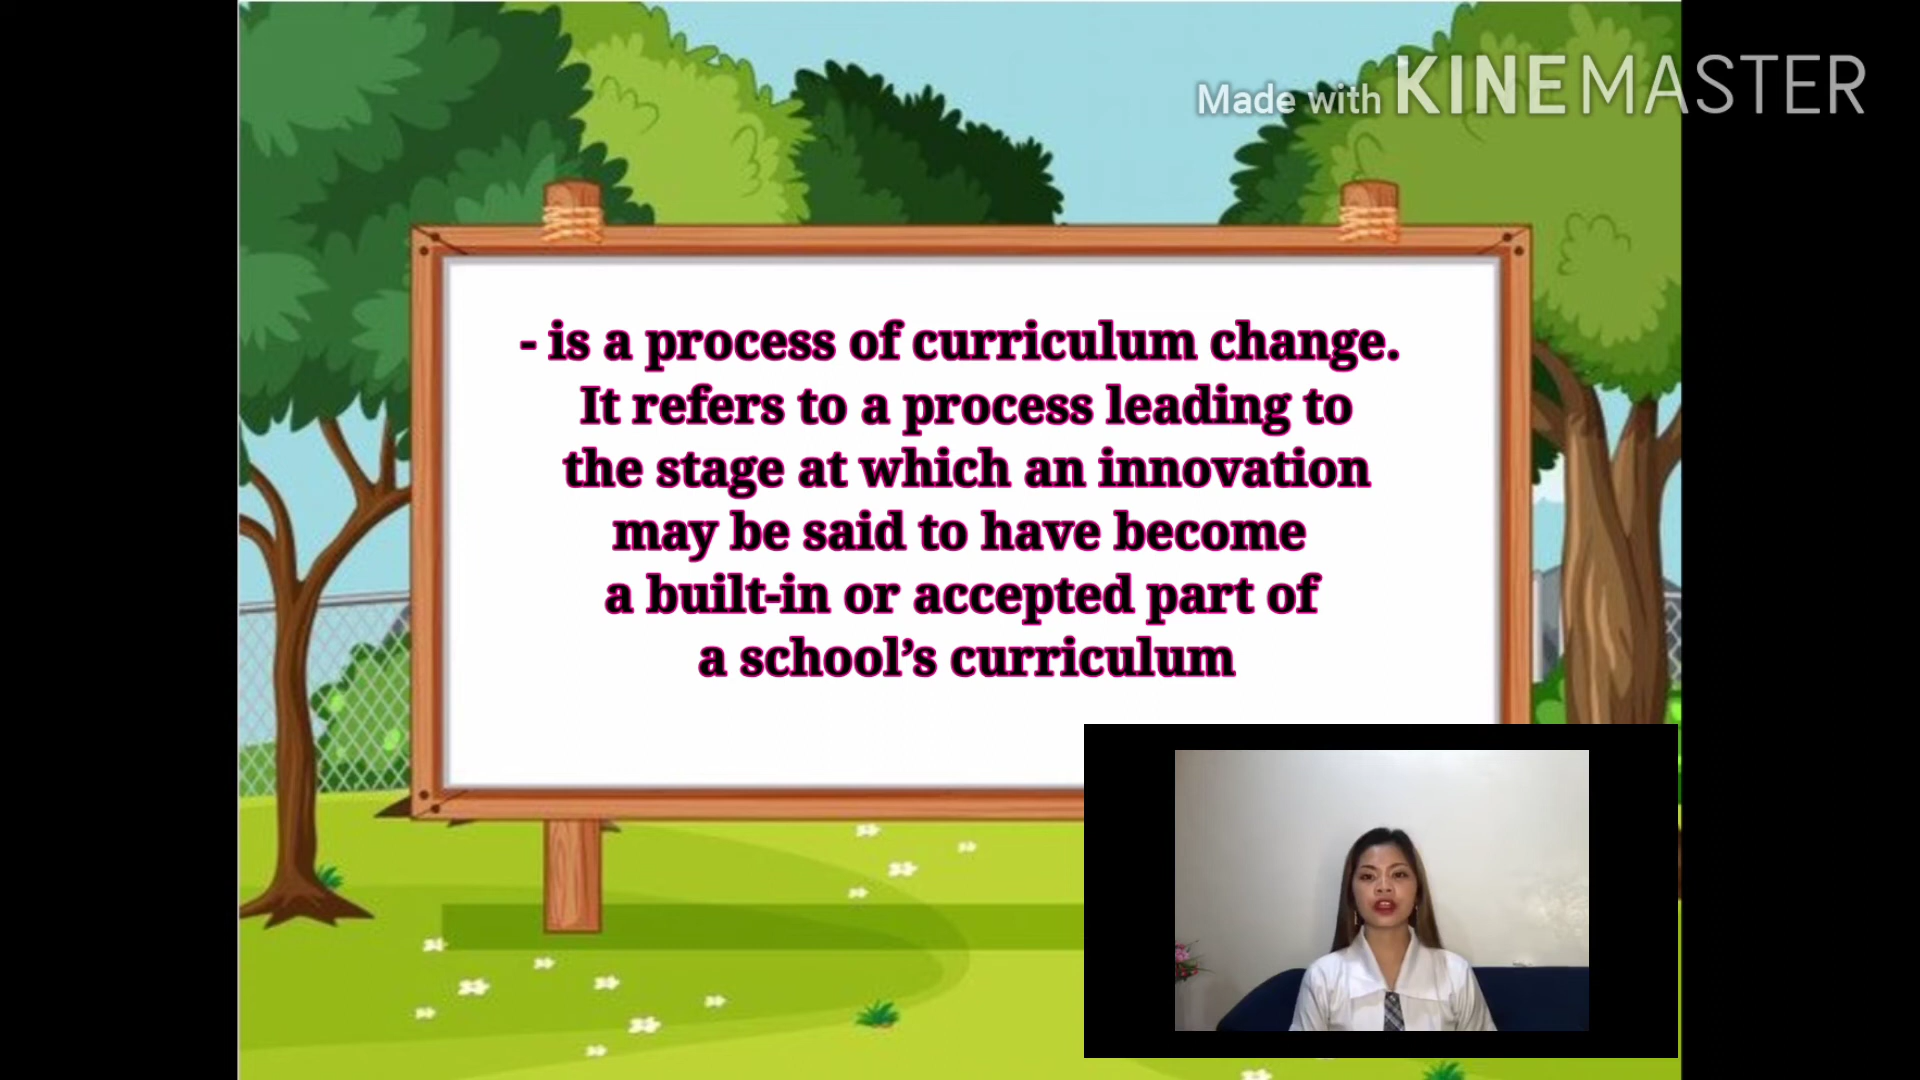 Made with KINEMASTER
- is a process of curriculum change.
It refers to a process leading to
the stage at which an innovation
may be said to have become
a built-in or accepted part of
a school’s curriculum